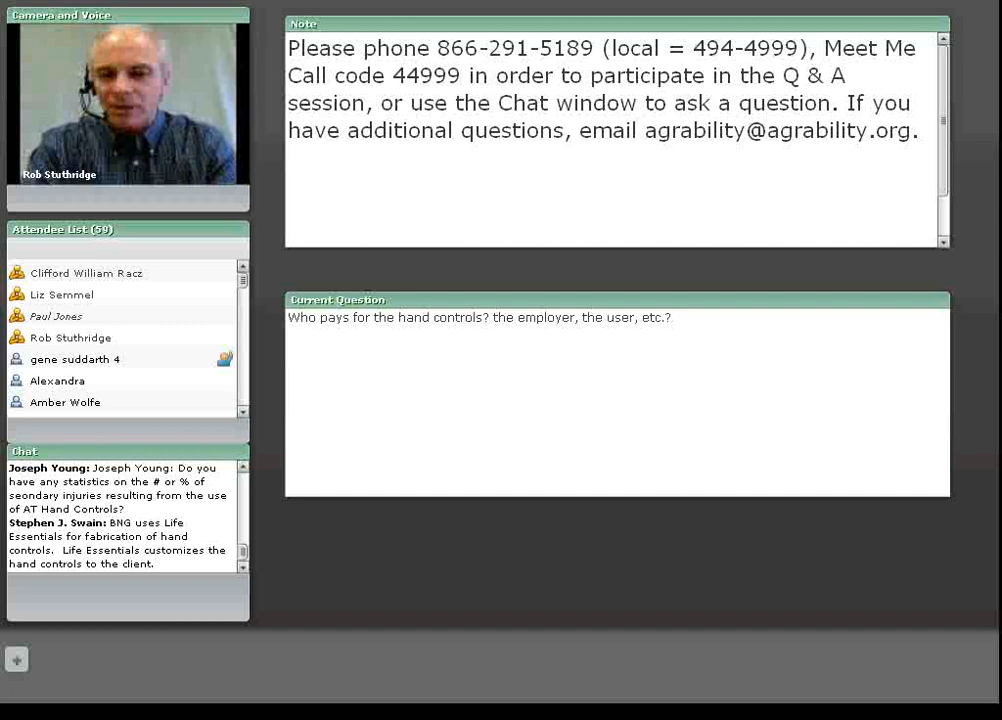 Camera and Voice
Rob Stuthridge
Attendee List (59)
Clifford William Racz
Liz Semmel
Paul Jones
Rob Stuthridge
gene suddarth 4
Alexandra
Amber Wolfe
Chat
Joseph Young: Joseph Young: Do you
have any statistics on the # or % of
seondary injuries resulting from the use
of AT Hand Controls?
Stephen J. Swain: BNG uses Life
Essentials for fabrication of hand
controls. Life Essentials customizes the
hand controls to the client.
Note
Please phone 866-291-5189 (local = 494-4999), Meet Me
Call code 44999 in order to participate in the Q & A
session, or use the Chat window to ask a question. If you
have additional questions, email agrability@agrability.org.
Current Question
Who pays for the hand controls? the employer, the user, etc.?